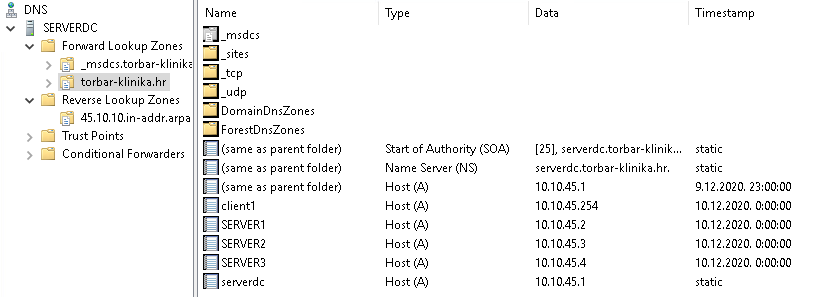 DNS
SERVERDC
Forward Lookup Zones
_msdcs.torbar-klinika
torbar-klinika.hr
Reverse Lookup Zones
45.10.10.in-addr.arpa
Trust Points
Conditional Forwarders
Name Type Data Timestamp
_msdcs
_sites
_tcp
_udp
DomainDnsZones
ForestDnsZones
(same as parent folder) Start of Authority (SOA) [25], serverdc.torbar-klinik... static
(same as parent folder) Name Server (NS) serverdc.torbar-klinika.hr. static
(same as parent folder) Host (A) 10.10.45.1 9.12.2020. 23:00:00
client1 Host (A) 10.10.45.254 10.12.2020. 0:00:00
SERVER1 Host (A) 10.10.45.2 10.12.2020. 0:00:00
SERVER2 Host (A) 10.10.45.3 10.12.2020. 0:00:00
SERVER3 Host (A) 10.10.45.4 10.12.2020. 0:00:00
serverdc Host (A) 10.10.45.1 static